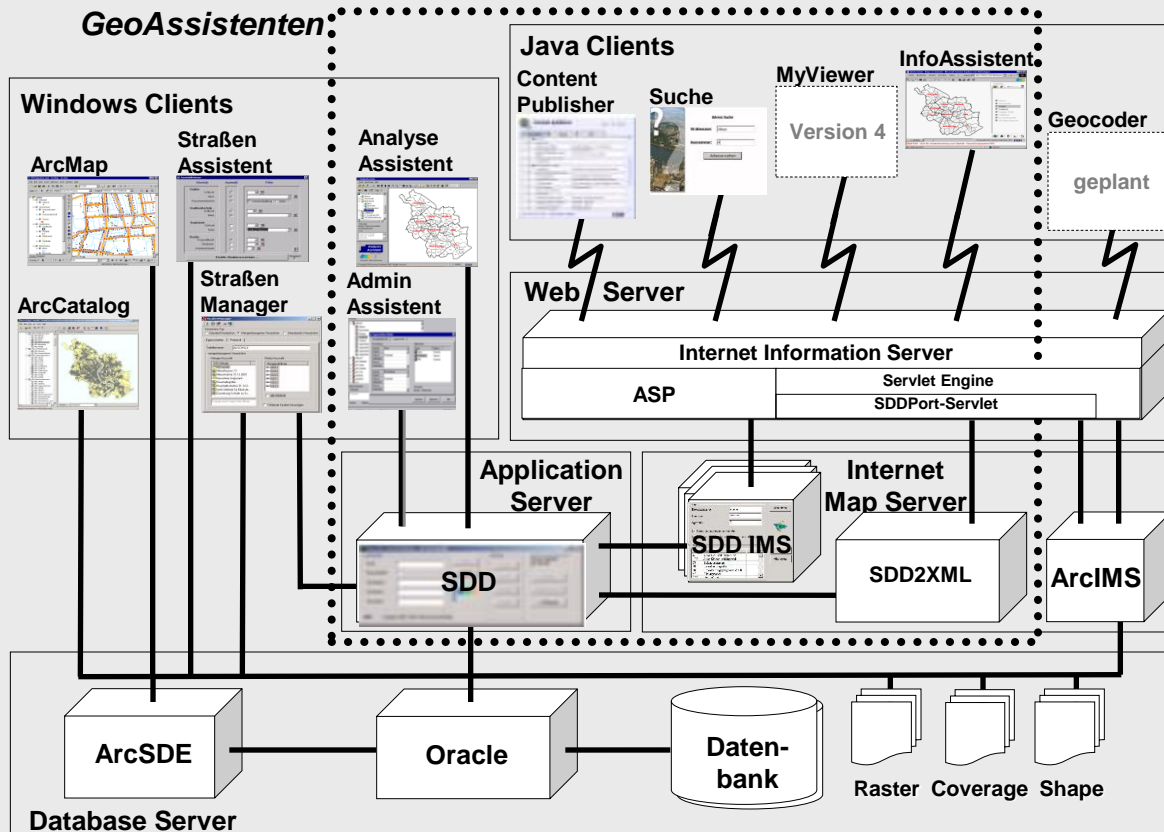 GeoAssistenten
Windows Clients
ArcMap
Straßen
Assistent
ArcCatalog
Straßen
Manager
Analyse
Assistent
Admin
Assistent
Java Clients
Content
Publisher
Suche
MyViewer
Version 4
InfoAssistent
Geocoder
geplant
Web Server
Internet Information Server
ASP
Servlet Engine
SDDPort-Servlet
Application
Server
SDD
Internet
Map Server
SDD IMS
SDD2XML
ArcIMS
ArcSDE
Oracle
Daten-
bank
Raster
Coverage
Shape
Database Server